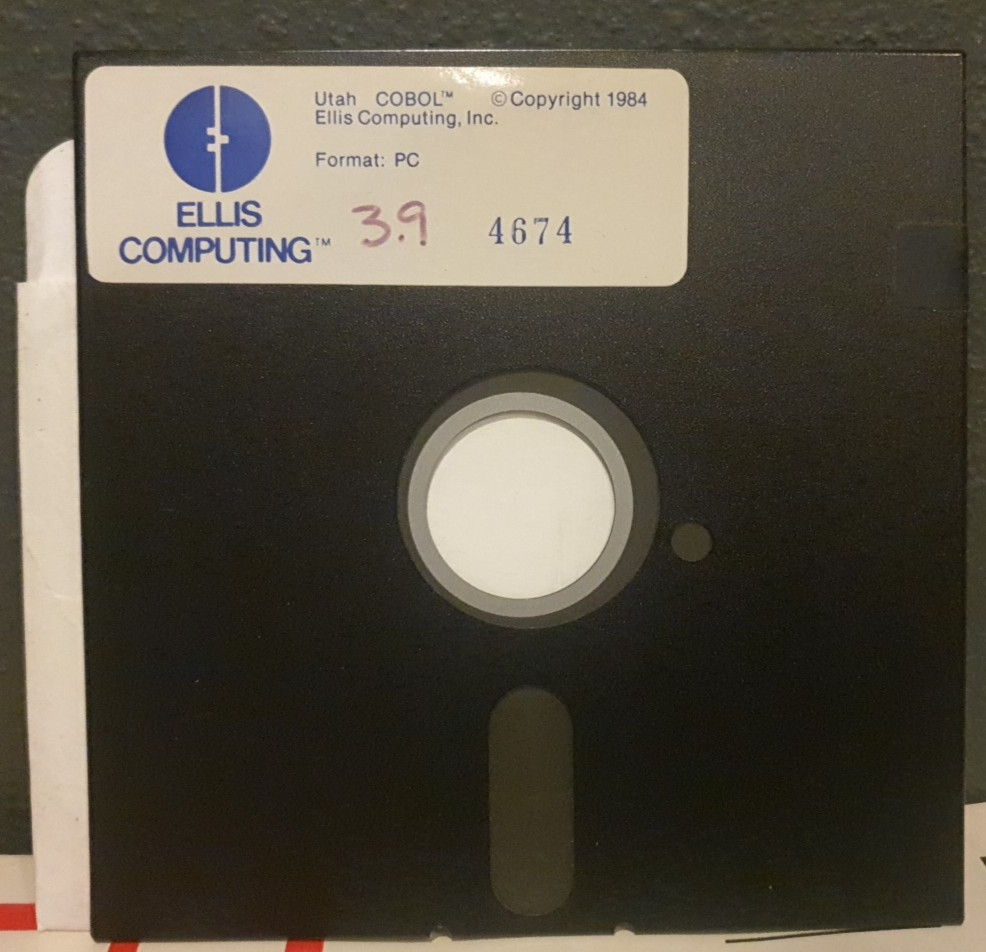 Utah COBOL™ ©Copyright 1984
Ellis Computing, Inc.
Format: PC
ELLIS
COMPUTING™
3.9 4674